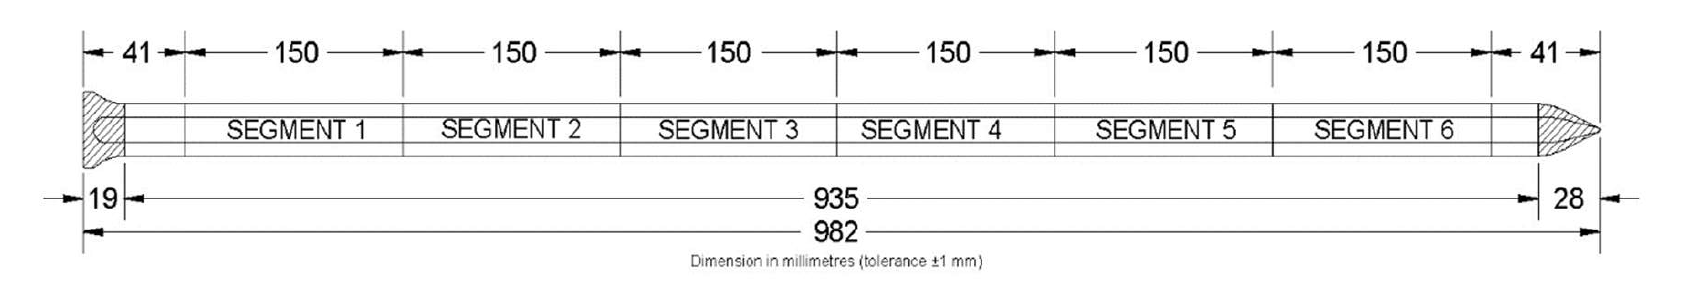 41 150 150 150 150 150 150 41
SEGMENT 1 SEGMENT 2 SEGMENT 3 SEGMENT 4 SEGMENT 5 SEGMENT 6
19 935 28
982
Dimension in millimetres (tolerance ±1 mm)